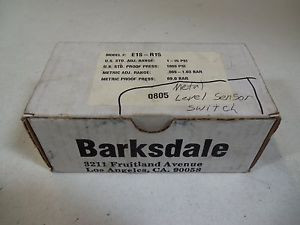 MODEL #: E1S-R15
U.S. STD. ADJ. RANGE: 1 - 15 PSI
U.S. STD. PROOF PRESS: 1000 PSI
METRIC ADJ. RANGE: .069-1.03 BAR
METRIC PROOF PRESS: 69.0 BAR
0805
Metal
Level Sensor
Switch
Barksdale
3211 Fruitland Avenue
Los Angeles, CA. 90058